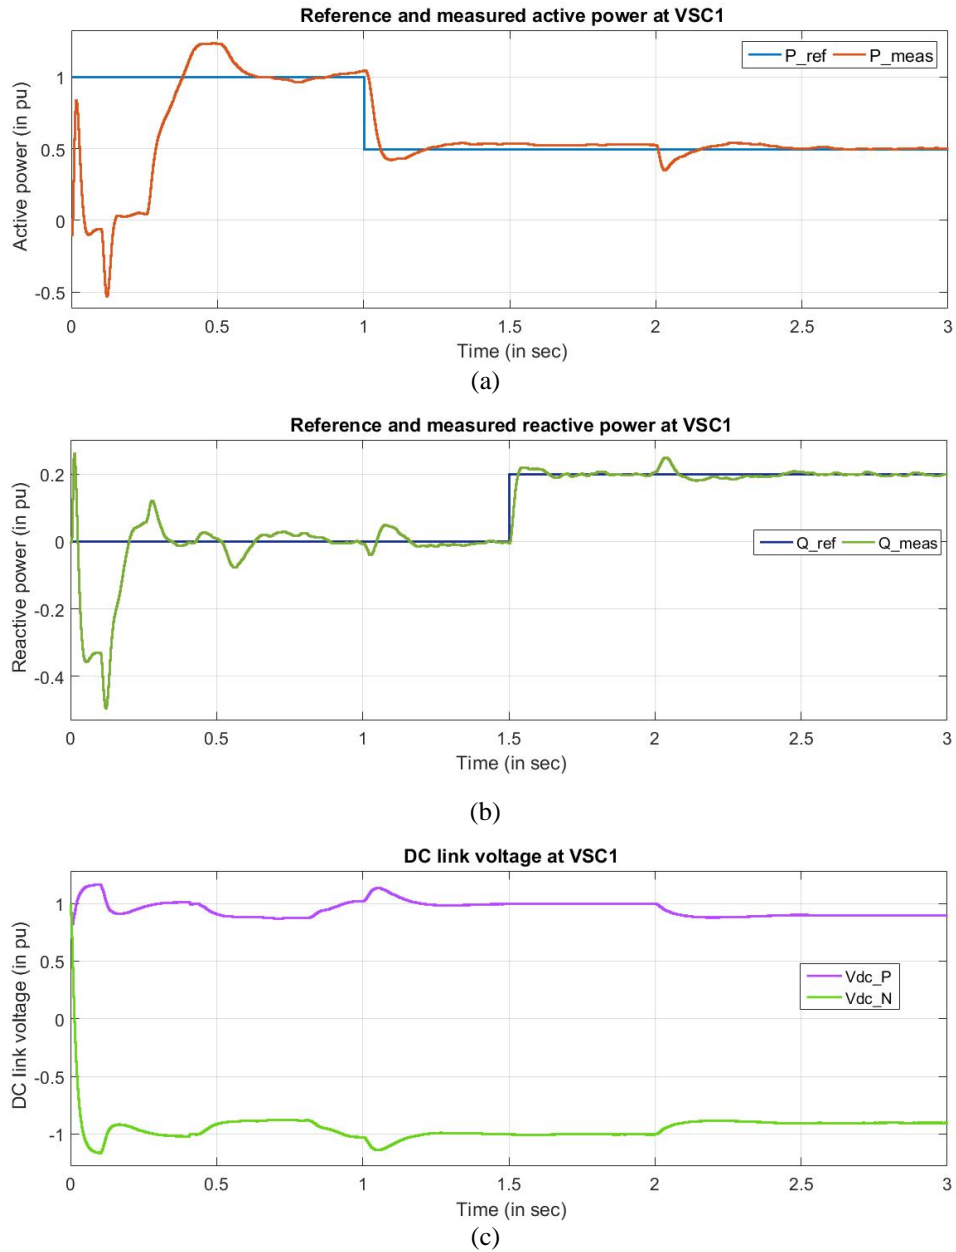 Reference and measured active power at VSC1
P_ref
P_meas
Active power (in pu)
1
0.5
0
-0.5
0
0.5
1
1.5
2
2.5
3
Time (in sec)
(a)
Reference and measured reactive power at VSC1
Reactive power (in pu)
0.2
0
-0.2
-0.4
Q_ref
Q_meas
0
0.5
1
1.5
2
2.5
3
Time (in sec)
(b)
DC link voltage at VSC1
DC link voltage (in pu)
1
0.5
0
-0.5
-1
Vdc_P
Vdc_N
0
0.5
1
1.5
2
2.5
3
Time (in sec)
(c)